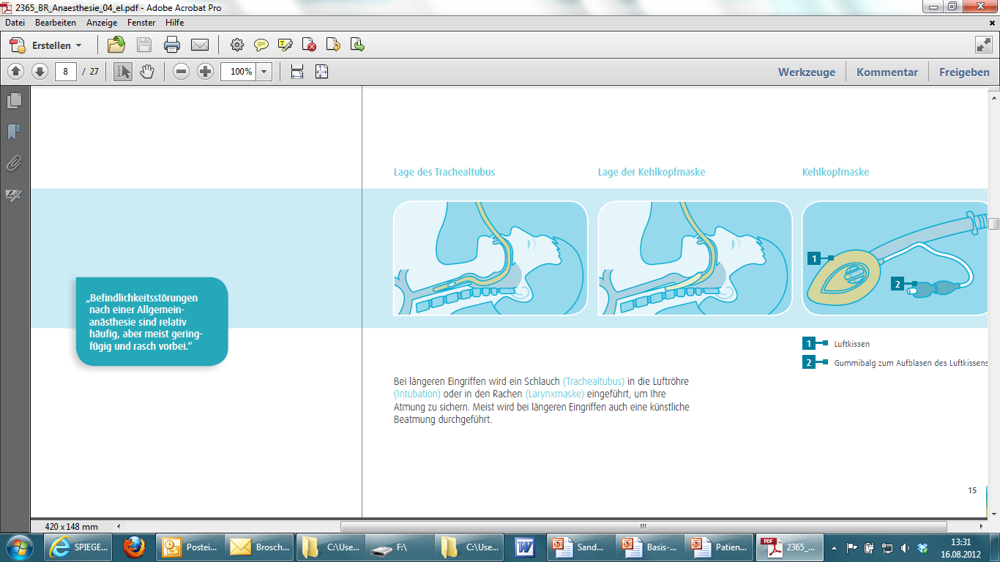 2365_BR_Anaesthesie_04_el.pdf - Adobe Acrobat Pro
Datei Bearbeiten Anzeige Fenster Hilfe
Erstellen
8 / 27 100% Werkzeuge Kommentar Freigeben
Lage des Trachealtubus
Lage der Kehlkopfmaske
Kehlkopfmaske
1
2
„Befindlichkeitsstörungen
nach einer Allgemein-
anästhesie sind relativ
häufig, aber meist gering-
fügig und rasch vorbei.“
1 Luftkissen
2 Gummibalg zum Aufblasen des Luftkissens
Bei längeren Eingriffen wird ein Schlauch (Trachealtubus) in die Luftröhre
(Intubation) oder in den Rachen (Larynxmaske) eingeführt, um Ihre
Atmung zu sichern. Meist wird bei längeren Eingriffen auch eine künstliche
Beatmung durchgeführt.
15
420 x 148 mm
SPIEGE... Postei... Brosch... C:\Use... F:\ C:\Use... Sand... Basis-... Patien... PDF 2365_... 13:31
16.08.2012